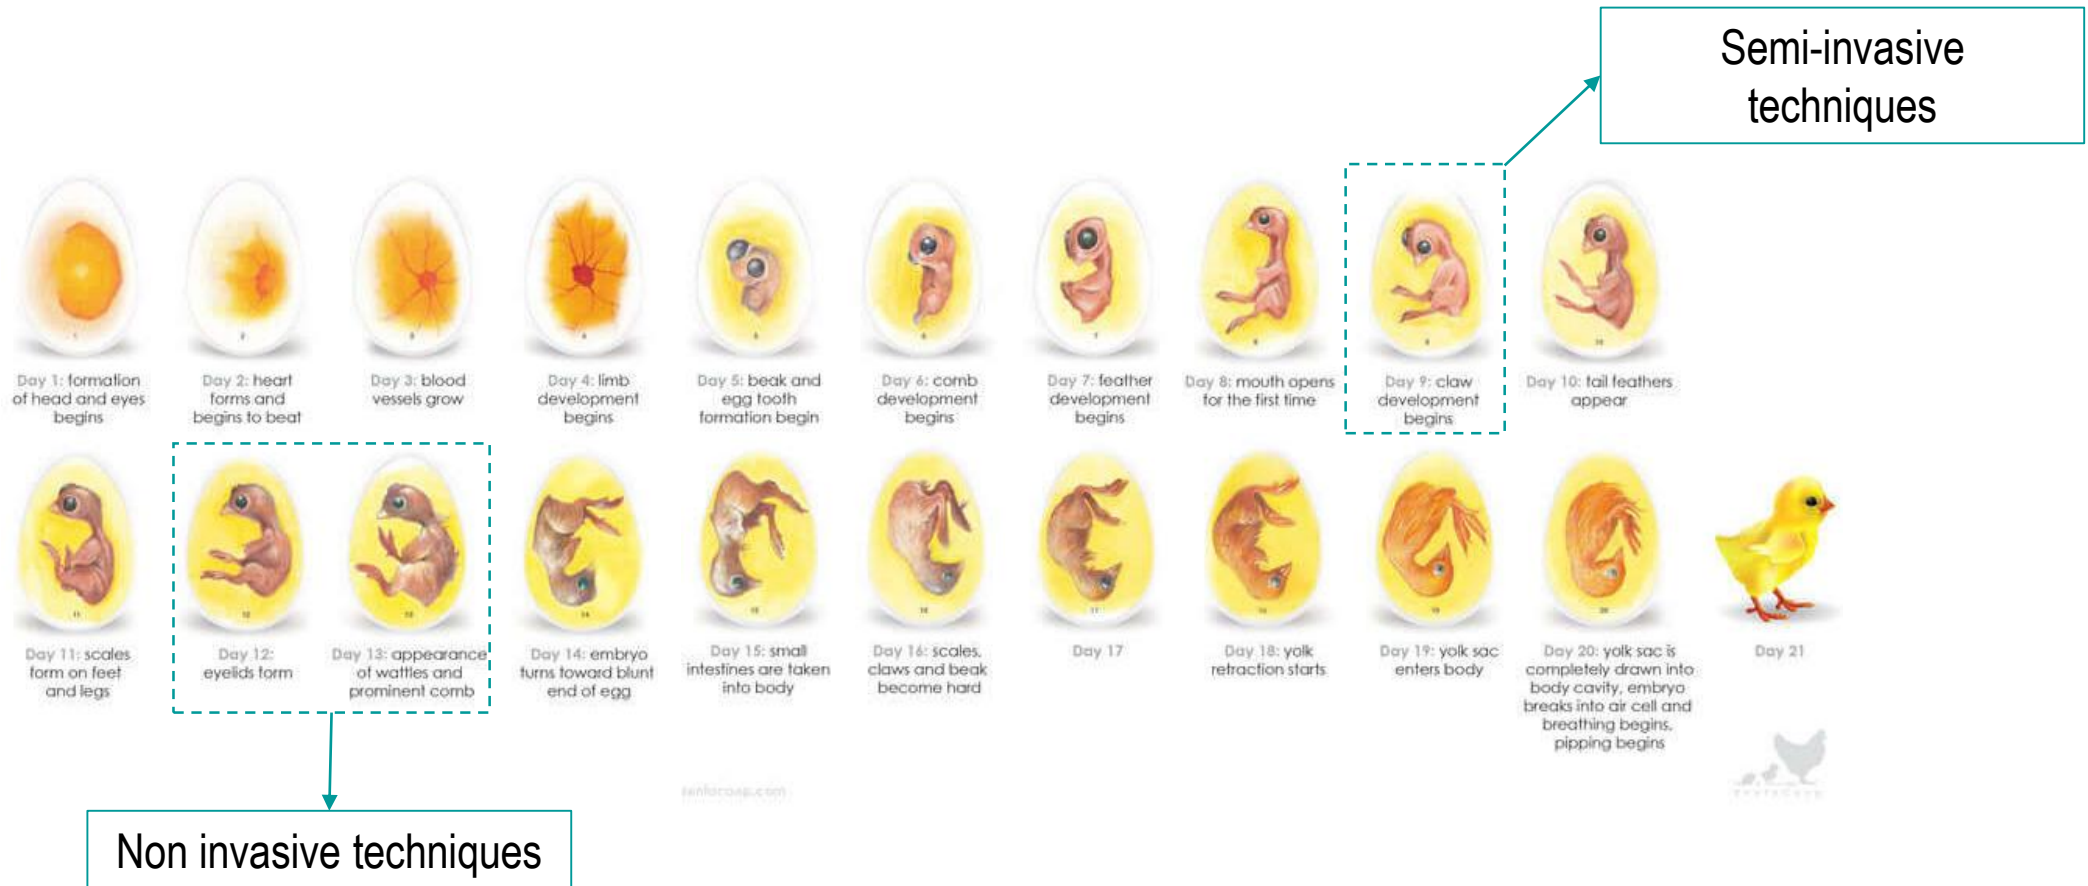 Semi-invasive
techniques
Day 1: formation
of head and eyes
begins
Day 2: heart
forms and
begins to beat
Day 3: blood
vessels grow
Day 4: limb
development
begins
Day 5: beak and
egg tooth
formation begin
Day 6: comb
development
begins
Day 7: feather
development
begins
Day 8: mouth opens
for the first time
Day 9: claw
development
begins
Day 10: tail feathers
appear
Day 11: scales
form on feet
and legs
Day 12:
eyelids form
Day 13: appearance
of wattles and
prominent comb
Day 14: embryo
turns toward blunt
end of egg
Day 15: small
intestines are taken
into body
Day 16: scales,
claws and beak
become hard
Day 17
Day 18: yolk
retraction starts
Day 19: yolk sac
enters body
Day 20: yolk sac is
completely drawn into
body cavity, embryo
breaks into air cell and
breathing begins,
pipping begins
Day 21
Non invasive techniques